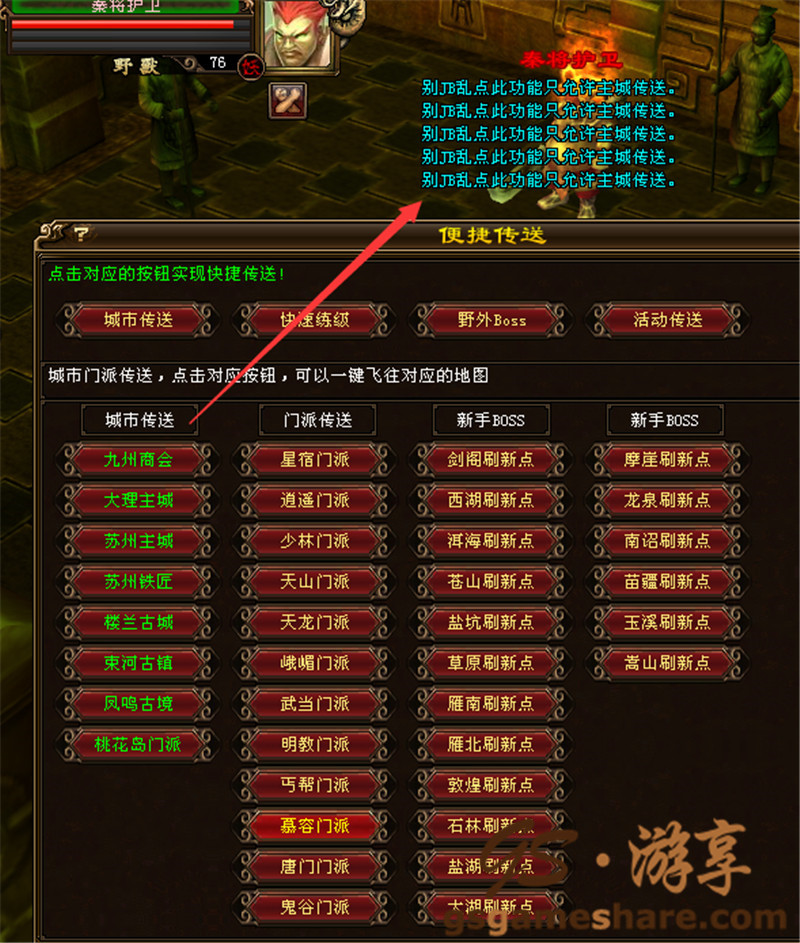 秦将护卫
野獸 76 妖
秦将护卫
别JB乱点此功能只允许主城传送。
别JB乱点此功能只允许主城传送。
别JB乱点此功能只允许主城传送。
别JB乱点此功能只允许主城传送。
别JB乱点此功能只允许主城传送。
? 便捷传送
点击对应的按钮实现快捷传送!
城市传送 快速练级 野外Boss 活动传送
城市门派传送，点击对应按钮，可以一键飞往对应的地图
城市传送 门派传送 新手BOSS 新手BOSS
九州商会 星宿门派 剑阁刷新点 摩崖刷新点
大理主城 逍遥门派 西湖刷新点 龙泉刷新点
苏州主城 少林门派 洱海刷新点 南诏刷新点
苏州铁匠 天山门派 苍山刷新点 苗疆刷新点
楼兰古城 天龙门派 盐坑刷新点 玉溪刷新点
束河古镇 峨嵋门派 草原刷新点 嵩山刷新点
凤鸣古境 武当门派 雁南刷新点
桃花岛门派 明教门派 雁北刷新点
丐帮门派 敦煌刷新点
慕容门派 石林刷新点
唐门门派 盐湖刷新点
鬼谷门派 太湖刷新点
GS·游享
gsgameshare.com